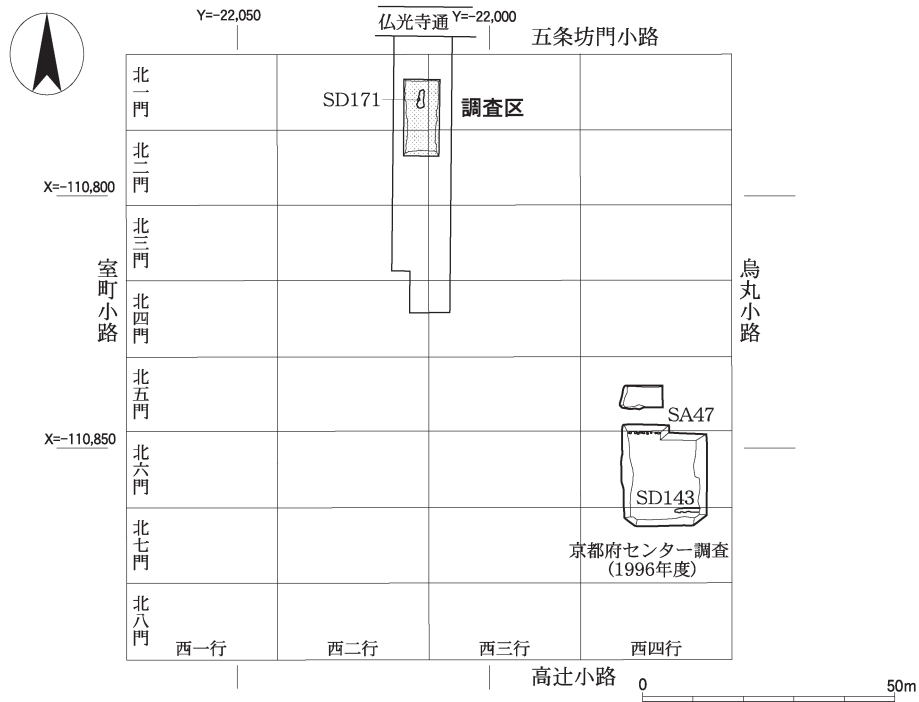 Y=−22,050
仏光寺通
Y=−22,000
五条坊門小路
北一門
SD171
調査区
北二門
X=−110,800
北三門
室町小路
烏丸小路
北四門
北五門
SA47
X=−110,850
北六門
SD143
北七門
京都府センター調査
(1996年度)
北八門
西一行
西二行
西三行
西四行
高辻小路
0
50m